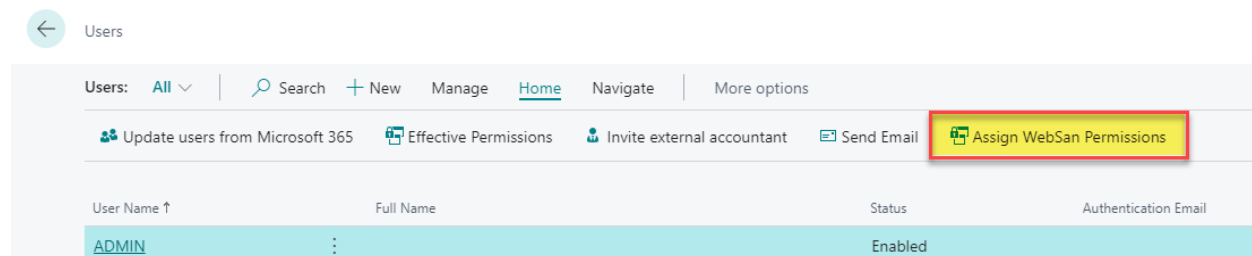 Users
Users: All Search New Manage Home Navigate More options
Update users from Microsoft 365 Effective Permissions Invite external accountant Send Email Assign WebSan Permissions
User Name ↑ Full Name Status Authentication Email
ADMIN Enabled